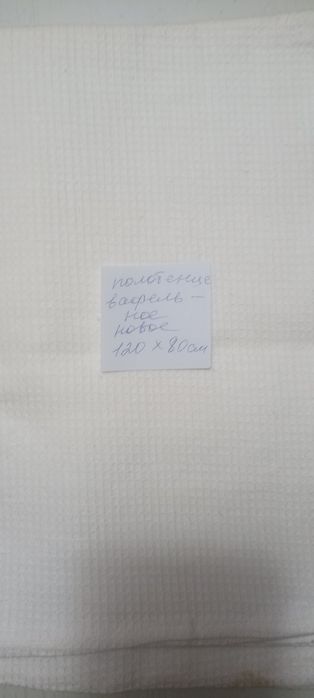 полотенце
вафель-
ное
новое
120 х 80см